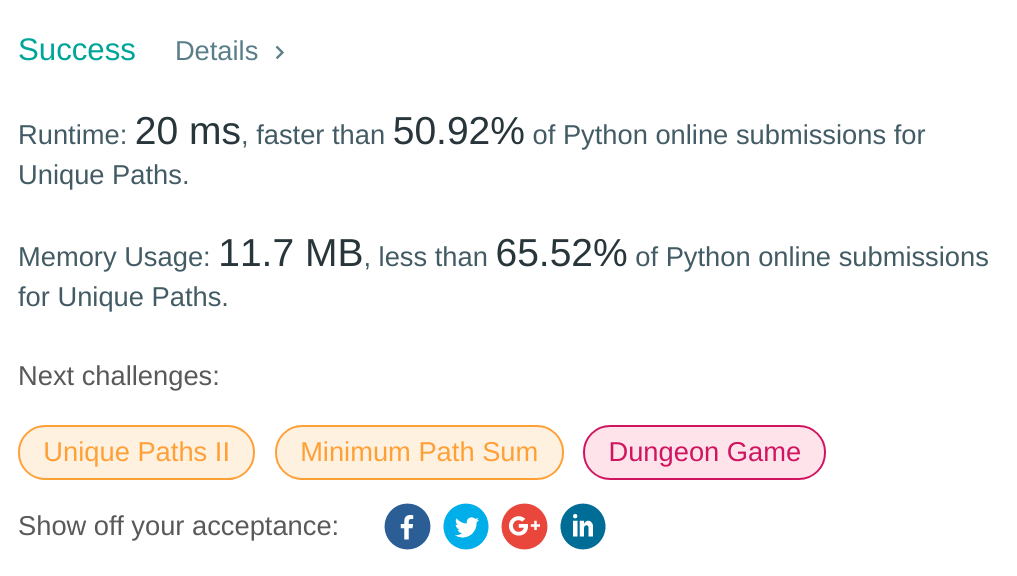 Success Details >
Runtime: 20 ms, faster than 50.92% of Python online submissions for
Unique Paths.
Memory Usage: 11.7 MB, less than 65.52% of Python online submissions
for Unique Paths.
Next challenges:
Unique Paths II Minimum Path Sum Dungeon Game
Show off your acceptance: f G+ in